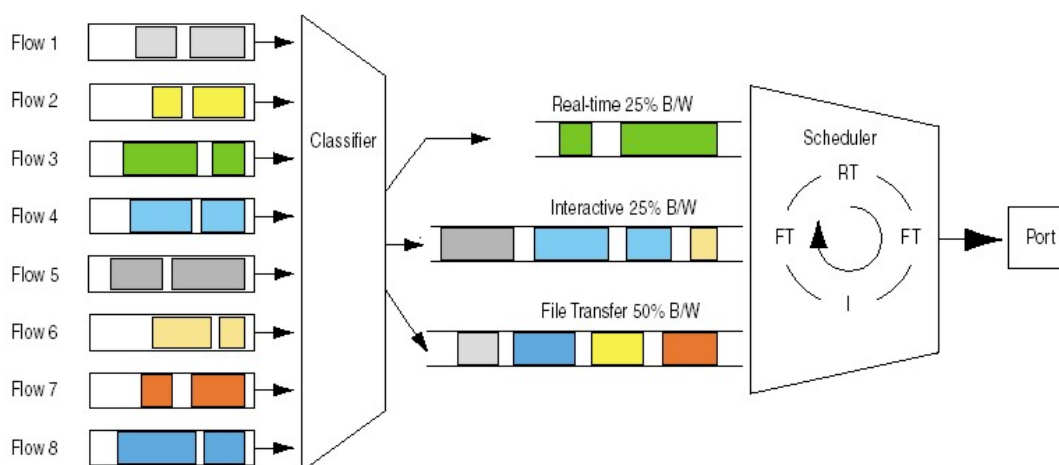 Flow 1
Flow 2
Flow 3
Flow 4
Flow 5
Flow 6
Flow 7
Flow 8
Classifier
Real-time 25% B/W
Interactive 25% B/W
File Transfer 50% B/W
Scheduler
RT
FT
FT
I
Port